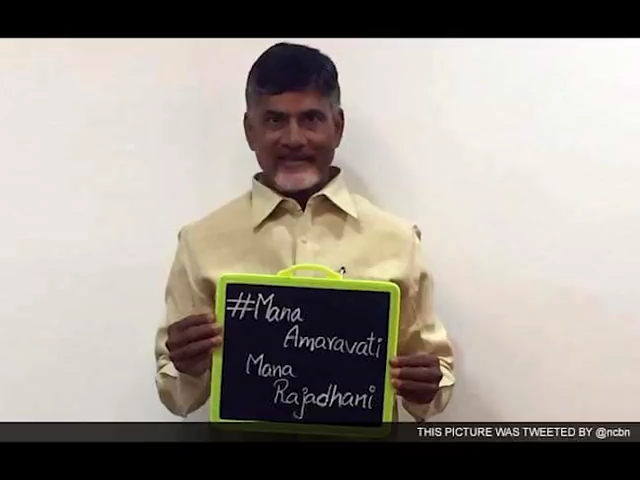 #Mana
Amaravati
Mana
Rajadhani
THIS PICTURE WAS TWEETED BY @ncbn